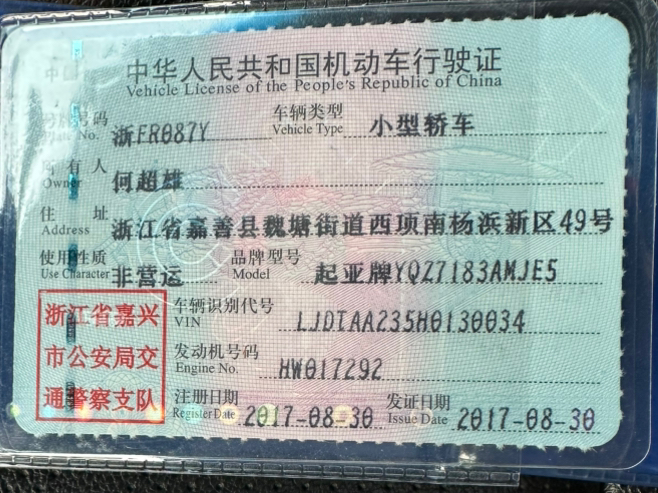 中华人民共和国机动车行驶证
Vehicle License of the People's Republic of China
号码 浙FR087Y 车辆类型 小型轿车
Plate No. Vehicle Type
所有人 何超雄
Owner
住址 浙江省嘉善县魏塘街道西项南杨浜新区49号
Address
使用性质 非营运 品牌型号 起亚牌YQZ7183AMJE5
Use Character Model
浙江省嘉兴
市公安局交
通警察支队
车辆识别代号 LJDTAA235H0130034
VIN
发动机号码 HW017292
Engine No.
注册日期 2017-08-30 发证日期 2017-08-30
Register Date Issue Date